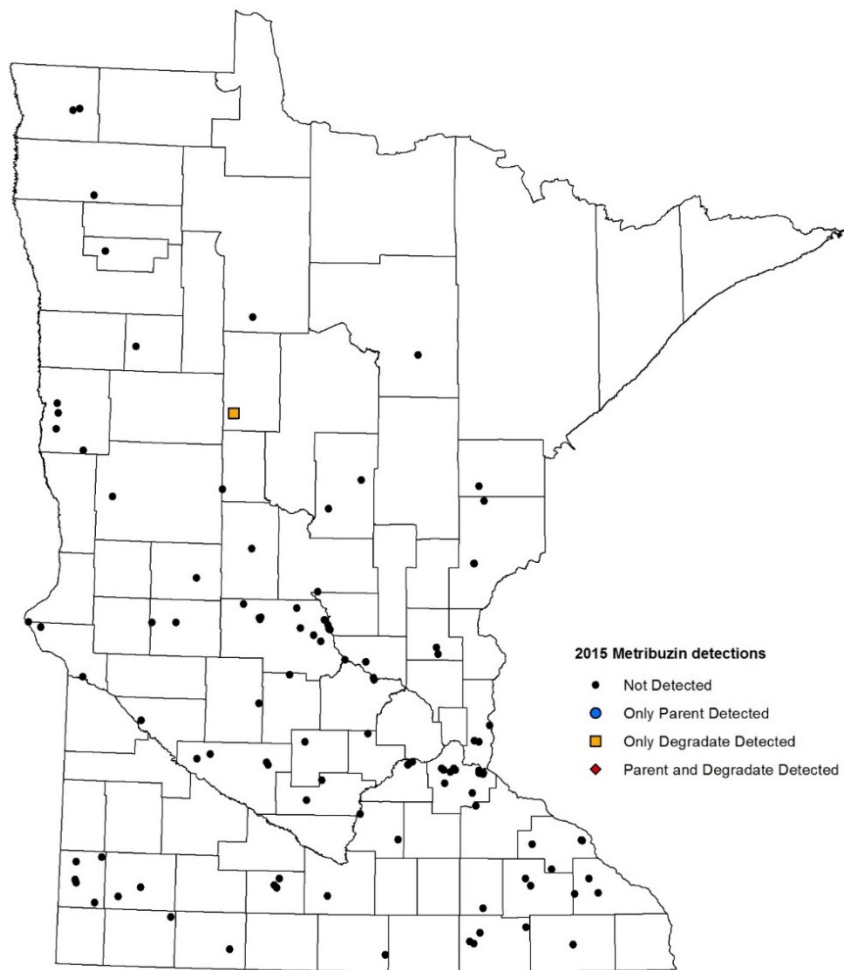 2015 Metribuzin detections
Not Detected
Only Parent Detected
Only Degradate Detected
Parent and Degradate Detected